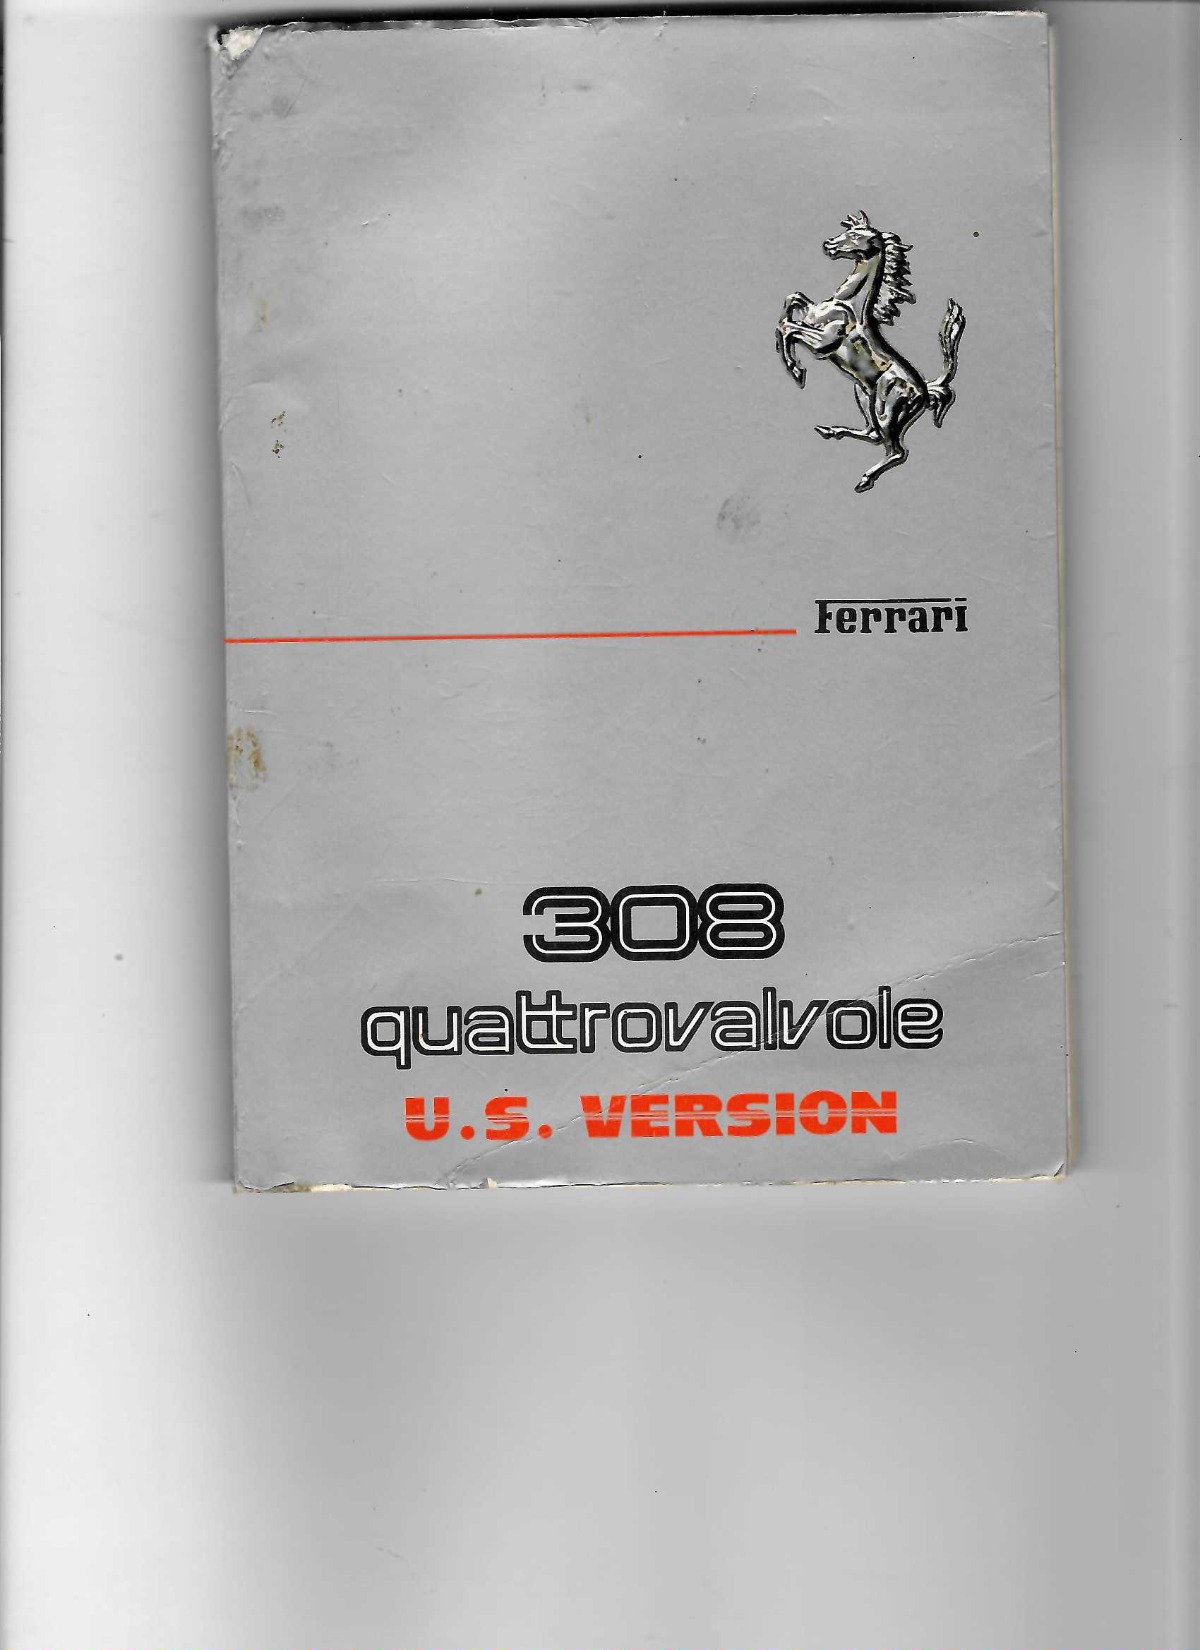 Ferrari
308
quattrovalvole
U.S. VERSION